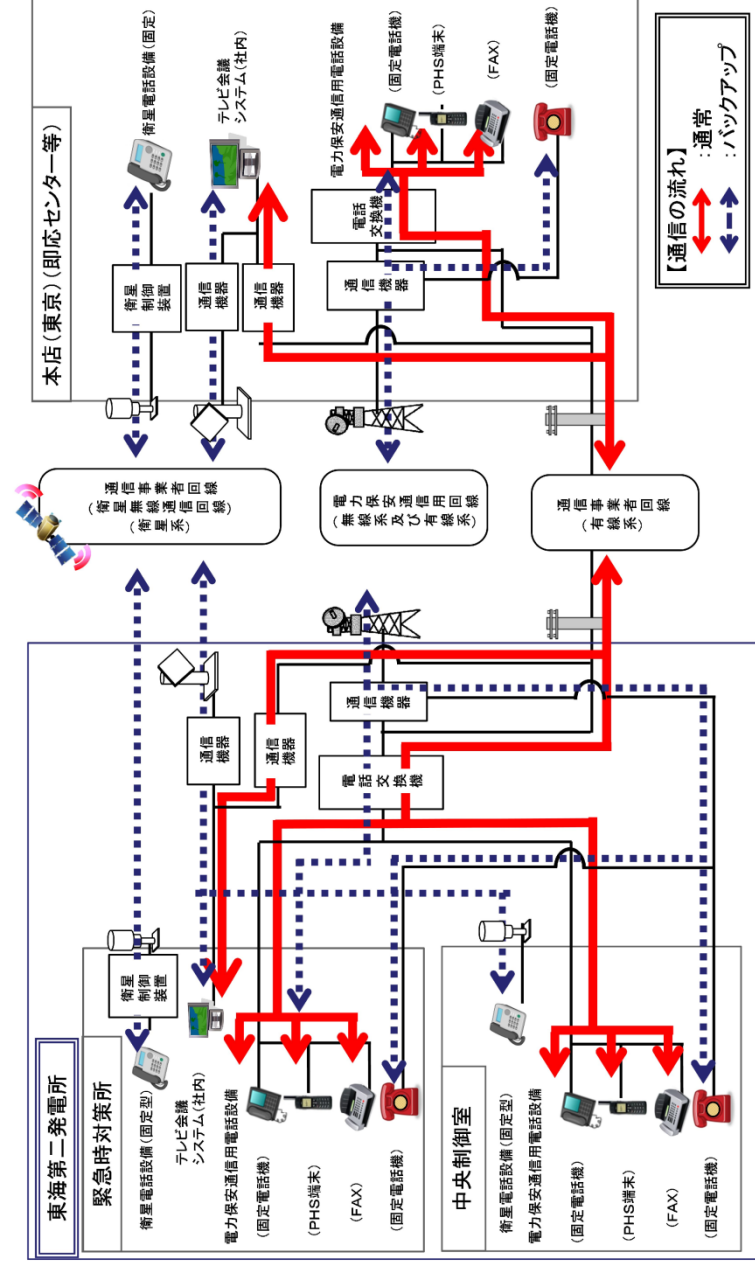 東海第二発電所
緊急時対策所
衛星電話設備(固定型)
テレビ会議
システム(社内)
電力保安通信用電話設備
(固定電話機)
(PHS端末)
(FAX)
(固定電話機)
衛星
制御
装置
通信
機器
通信
機器
電話
交換
機
通信
機器
中央制御室
衛星電話設備(固定型)
電力保安通信用電話設備
(固定電話機)
(PHS端末)
(FAX)
(固定電話機)
通信事業者回線
(衛星無線通信回線)
(衛星系)
電力保安通信用回線
(無線系及び有線系)
通信事業者回線
(有線系)
本店(東京)(即応センター等)
衛星
制御
装置
通信
機器
通信
機器
通信
機器
電話
交換機
衛星電話設備(固定)
テレビ会議
システム(社内)
電力保安通信用電話設備
(固定電話機)
(PHS端末)
(FAX)
(固定電話機)
【通信の流れ】
:通常
:バックアップ